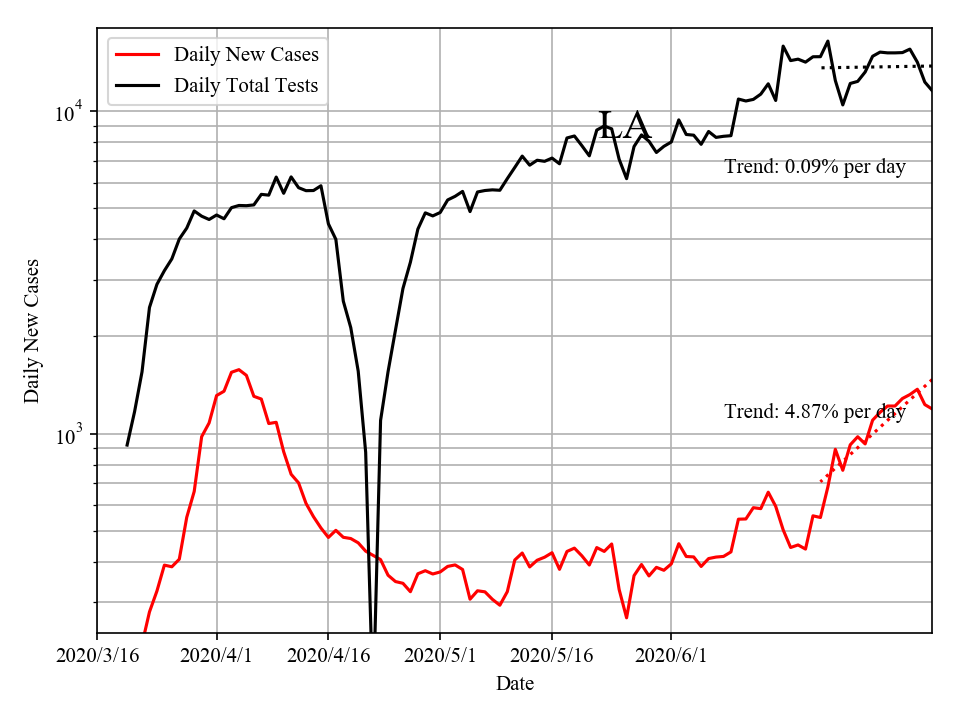 Daily New Cases
Daily Total Tests
10^4
LA
Trend: 0.09% per day
Daily New Cases
Trend: 4.87% per day
10^3
2020/3/16 2020/4/1 2020/4/16 2020/5/1 2020/5/16 2020/6/1
Date